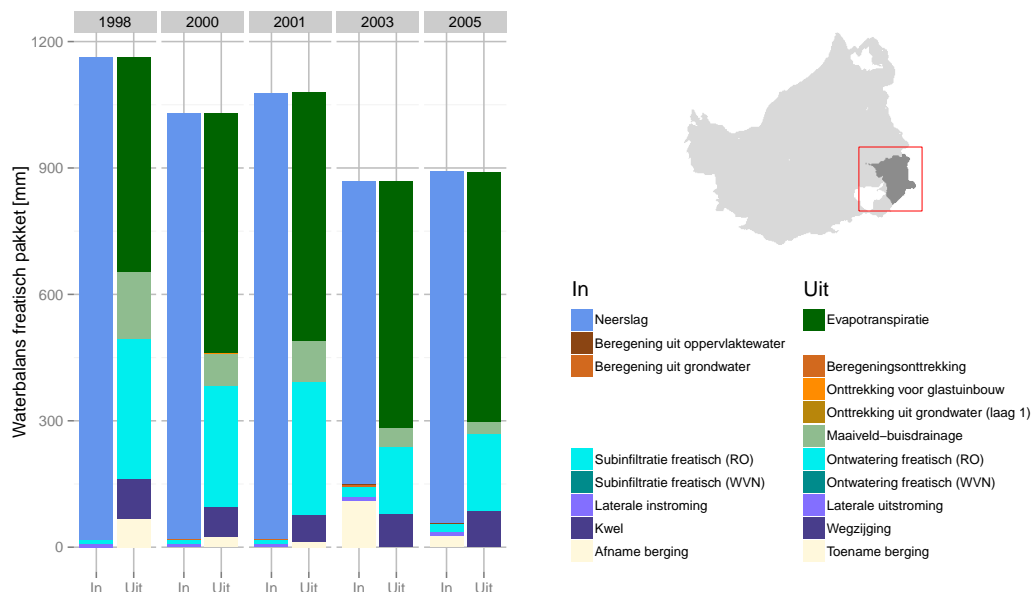 1998 2000 2001 2003 2005
Waterbalans freatisch pakket [mm]
1200
900
600
300
0
In Uit In Uit In Uit In Uit In Uit
In
Neerslag
Beregening uit oppervlaktewater
Beregening uit grondwater
Subinfiltratie freatisch (RO)
Subinfiltratie freatisch (WVN)
Laterale instroming
Kwel
Afname berging
Uit
Evapotranspiratie
Beregeningsonttrekking
Onttrekking voor glastuinbouw
Onttrekking uit grondwater (laag 1)
Maaiveld−buisdrainage
Ontwatering freatisch (RO)
Ontwatering freatisch (WVN)
Laterale uitstroming
Wegzijging
Toename berging